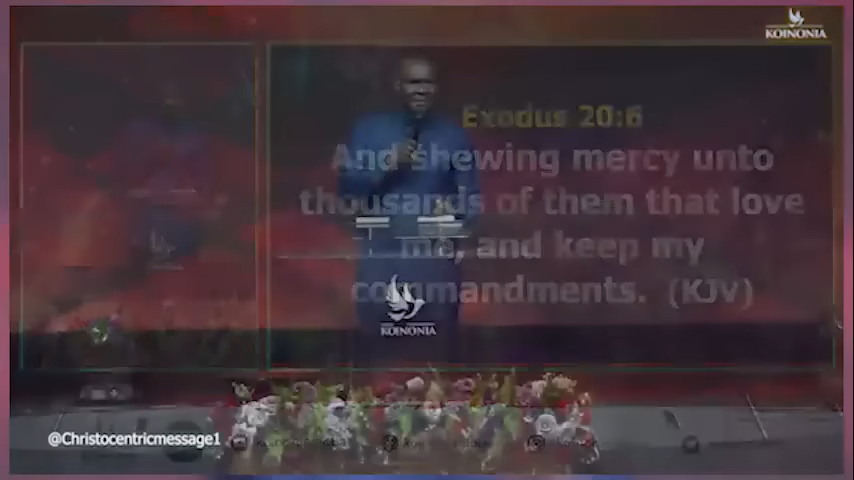 KOINONIA
Exodus 20:6
And shewing mercy unto
thousands of them that love
me, and keep my
commandments. (KJV)
KOINONIA
@Christocentricmessage1